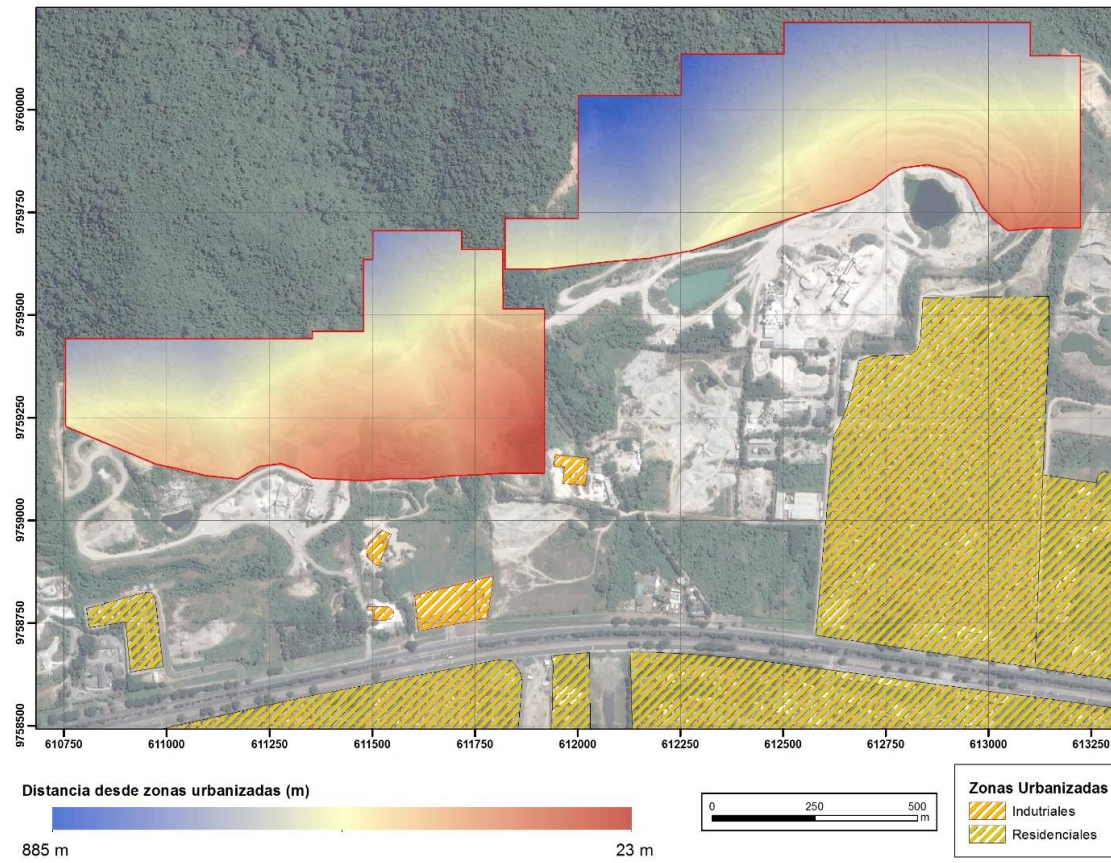 9760000
9759750
9759500
9759250
9759000
9758750
9758500
610750 611000 611250 611500 611750 612000 612250 612500 612750 613000 613250
Distancia desde zonas urbanizadas (m)
885 m 23 m
0 250 500
m
Zonas Urbanizadas
Indutriales
Residenciales